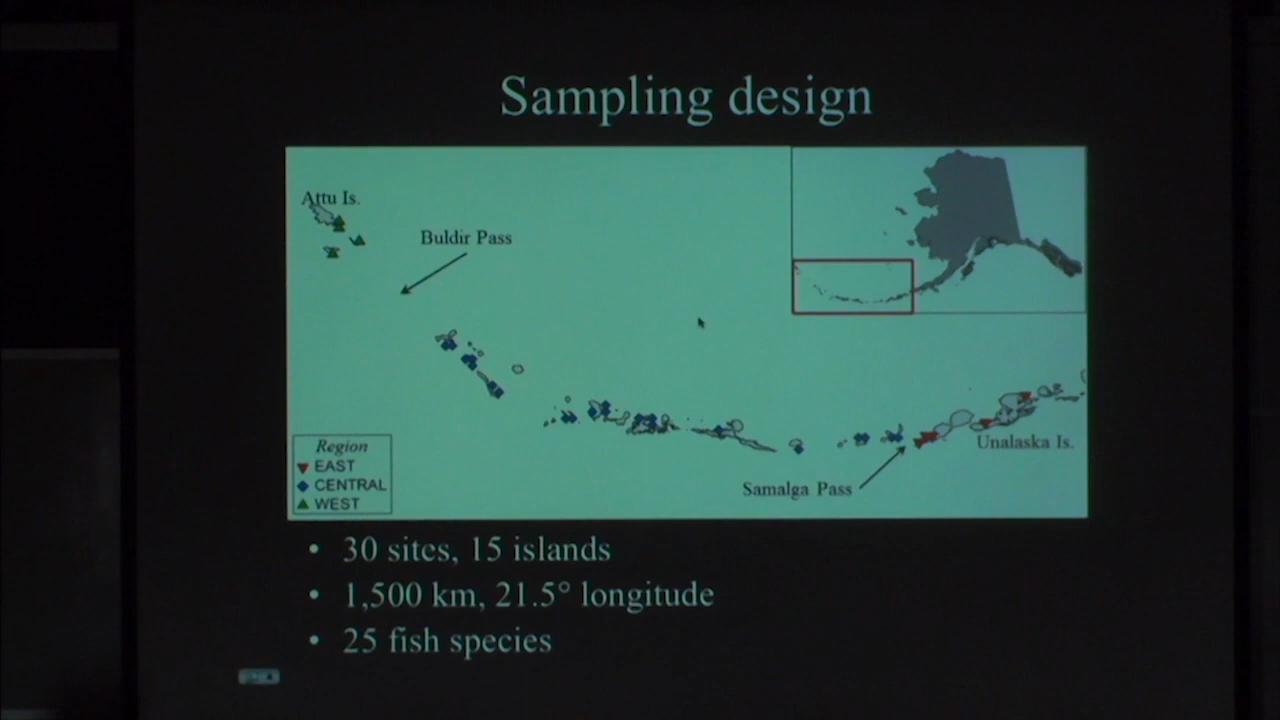 Sampling design
Attu Is.
Buldir Pass
Unalaska Is.
Samalga Pass
Region
EAST
CENTRAL
WEST
• 30 sites, 15 islands
• 1,500 km, 21.5° longitude
• 25 fish species